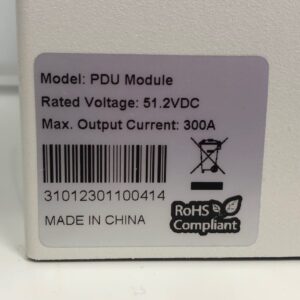 Model: PDU Module
Rated Voltage: 51.2VDC
Max. Output Current: 300A
31012301100414
MADE IN CHINA
RoHS
Compliant